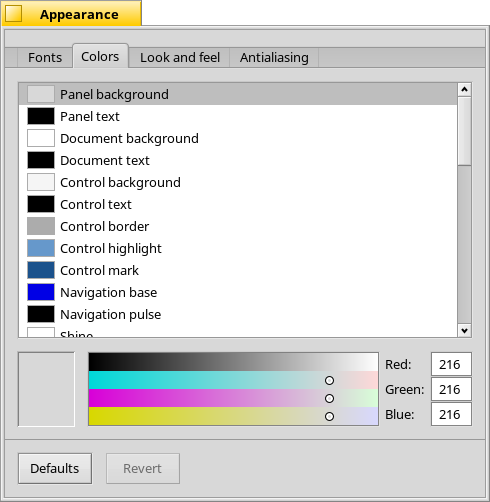 Appearance
Fonts Colors Look and feel Antialiasing
Panel background
Panel text
Document background
Document text
Control background
Control text
Control border
Control highlight
Control mark
Navigation base
Navigation pulse
Shine
Red: 216
Green: 216
Blue: 216
Defaults Revert